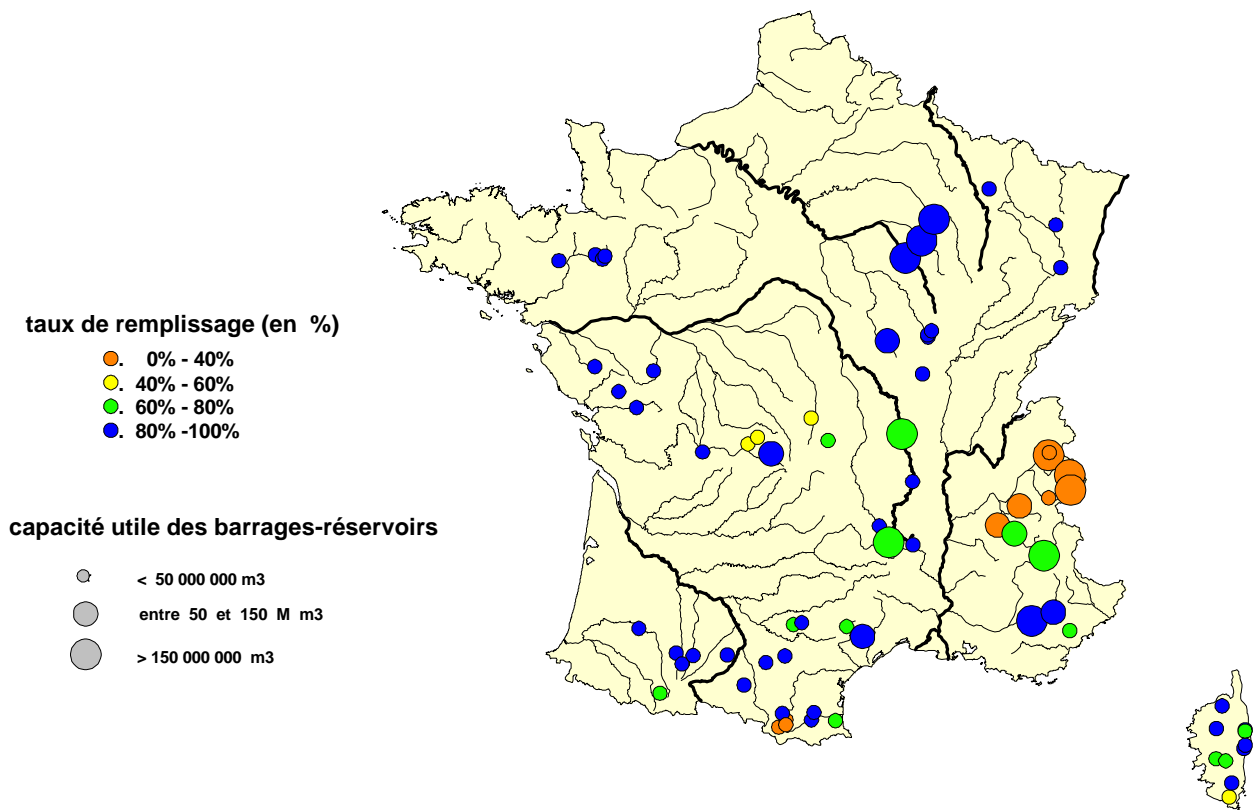 taux de remplissage (en %)
. 0% - 40%
. 40% - 60%
. 60% - 80%
. 80% -100%
capacité utile des barrages-réservoirs
< 50 000 000 m3
entre 50 et 150 M m3
> 150 000 000 m3